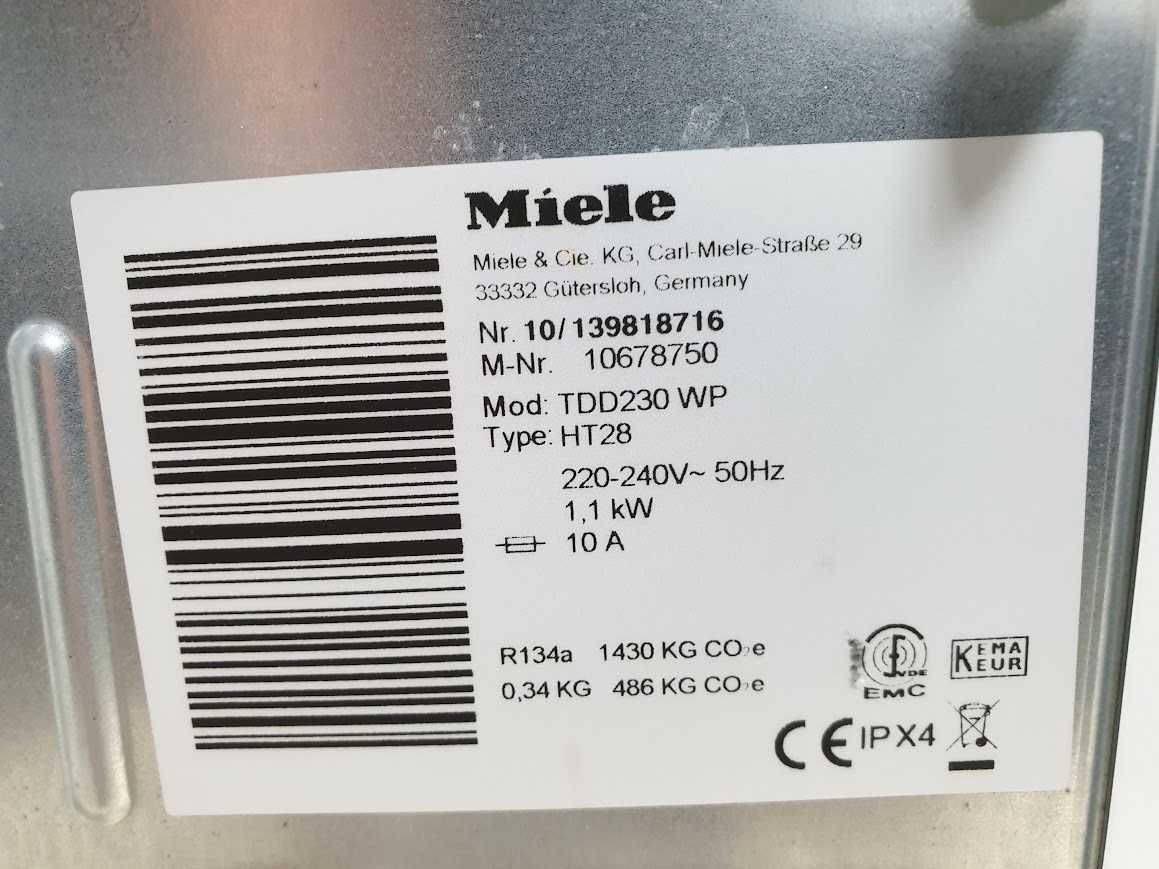 Miele
Miele & Cie. KG, Carl-Miele-Straße 29
33332 Gütersloh, Germany
Nr. 10/139818716
M-Nr. 10678750
Mod: TDD230 WP
Type: HT28
220-240V~ 50Hz
1,1 kW
10 A
R134a 1430 KG CO₂e
0,34 KG 486 KG CO₂e
VDE
EMC
KEMA
KEUR
CE IPX4